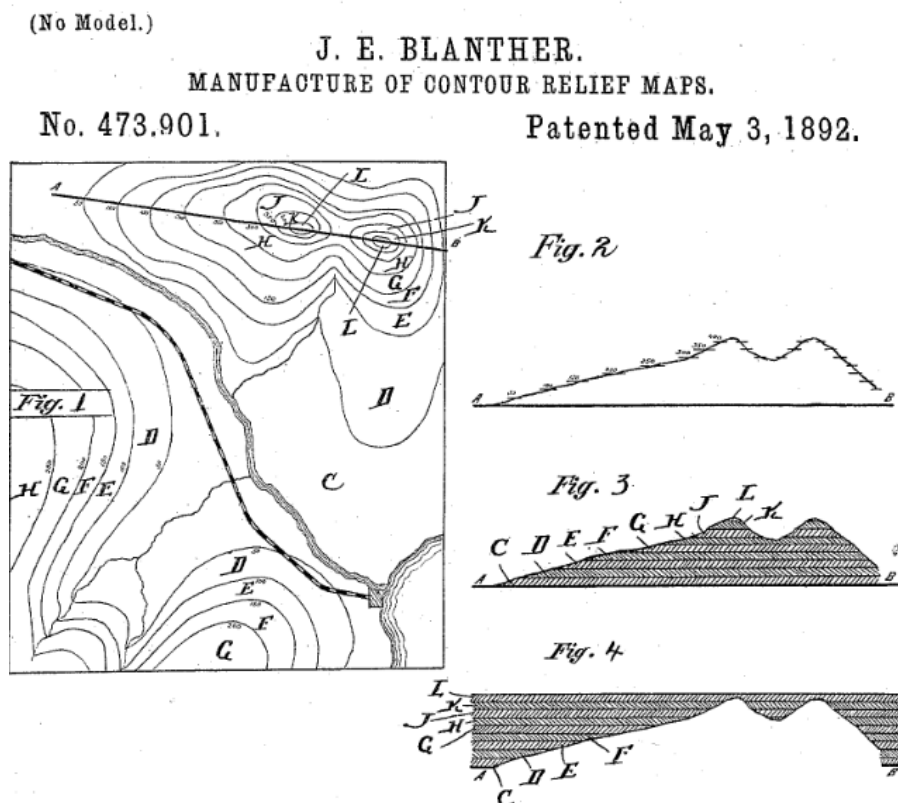 (No Model.)
J. E. BLANTHER.
MANUFACTURE OF CONTOUR RELIEF MAPS.
No. 473.901.
Patented May 3, 1892.
A
L
J
K
H
J
K
B
H
G
F
E
L
D
C
Fig. 1
D
H G F E
D
E
F
G
Fig. 2
A
B
Fig. 3
C D E F G H J L K
A
B
Fig. 4
L
K
J
H
G
A
B
C D E F